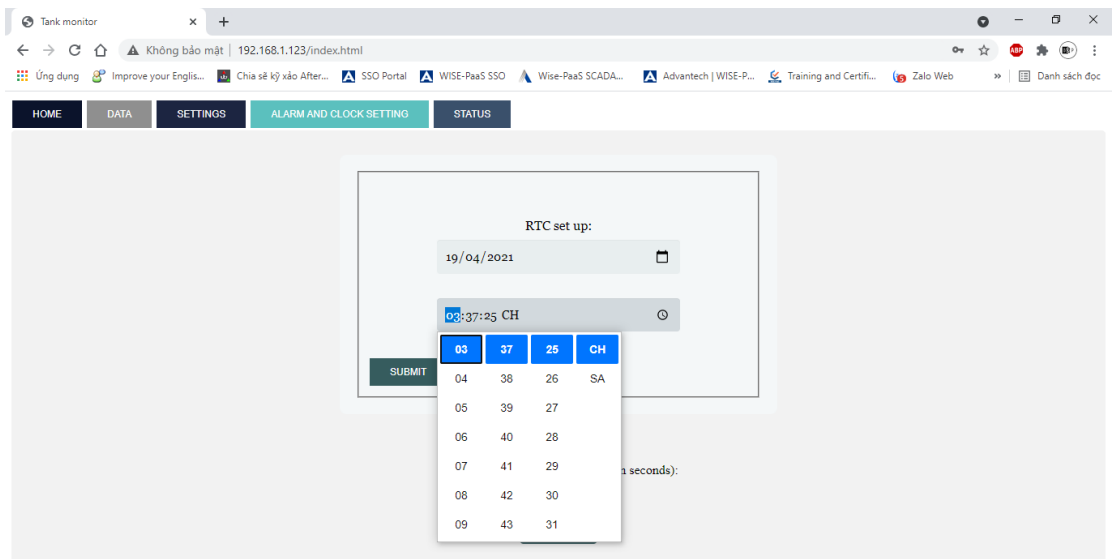 Tank monitor
Không bảo mật | 192.168.1.123/index.html
Ứng dụng Improve your Englis... Chia sẽ kỹ xảo After... SSO Portal WISE-PaaS SSO Wise-PaaS SCADA... Advantech | WISE-P... Training and Certifi... Zalo Web » Danh sách đọc
HOME DATA SETTINGS ALARM AND CLOCK SETTING STATUS
RTC set up:
19/04/2021
03:37:25 CH
03 37 25 CH
SUBMIT
04 38 26 SA
05 39 27
06 40 28
07 41 29
seconds):
08 42 30
09 43 31